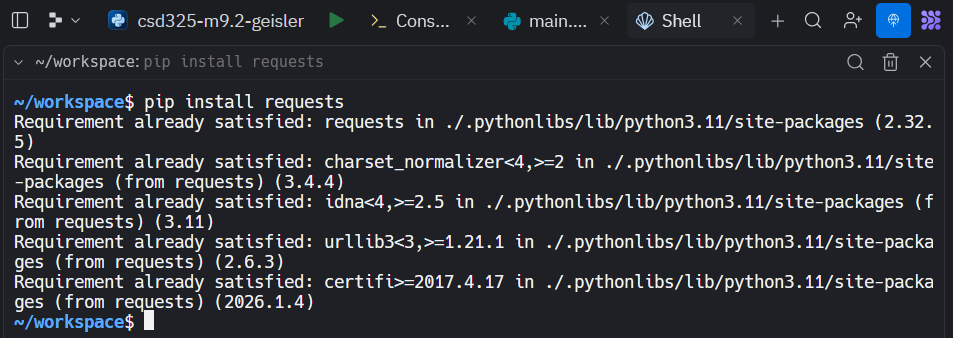 csd325-m9.2-geisler
Cons...
main....
Shell
~/workspace: pip install requests
~/workspace$ pip install requests
Requirement already satisfied: requests in ./.pythonlibs/lib/python3.11/site-packages (2.32.
5)
Requirement already satisfied: charset_normalizer<4,>=2 in ./.pythonlibs/lib/python3.11/site
-packages (from requests) (3.4.4)
Requirement already satisfied: idna<4,>=2.5 in ./.pythonlibs/lib/python3.11/site-packages (f
rom requests) (3.11)
Requirement already satisfied: urllib3<3,>=1.21.1 in ./.pythonlibs/lib/python3.11/site-packa
ges (from requests) (2.6.3)
Requirement already satisfied: certifi>=2017.4.17 in ./.pythonlibs/lib/python3.11/site-packa
ges (from requests) (2026.1.4)
~/workspace$